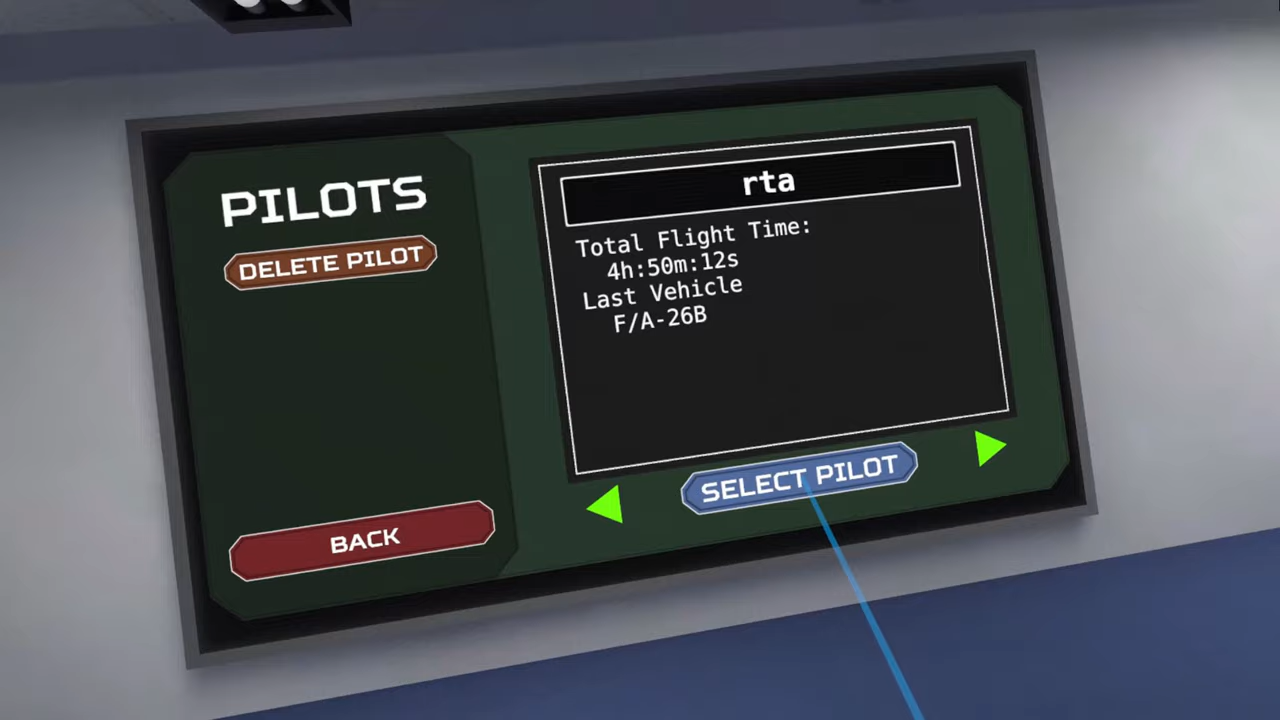 PILOTS
DELETE PILOT
BACK
rta
Total Flight Time:
4h:50m:12s
Last Vehicle
F/A-26B
SELECT PILOT